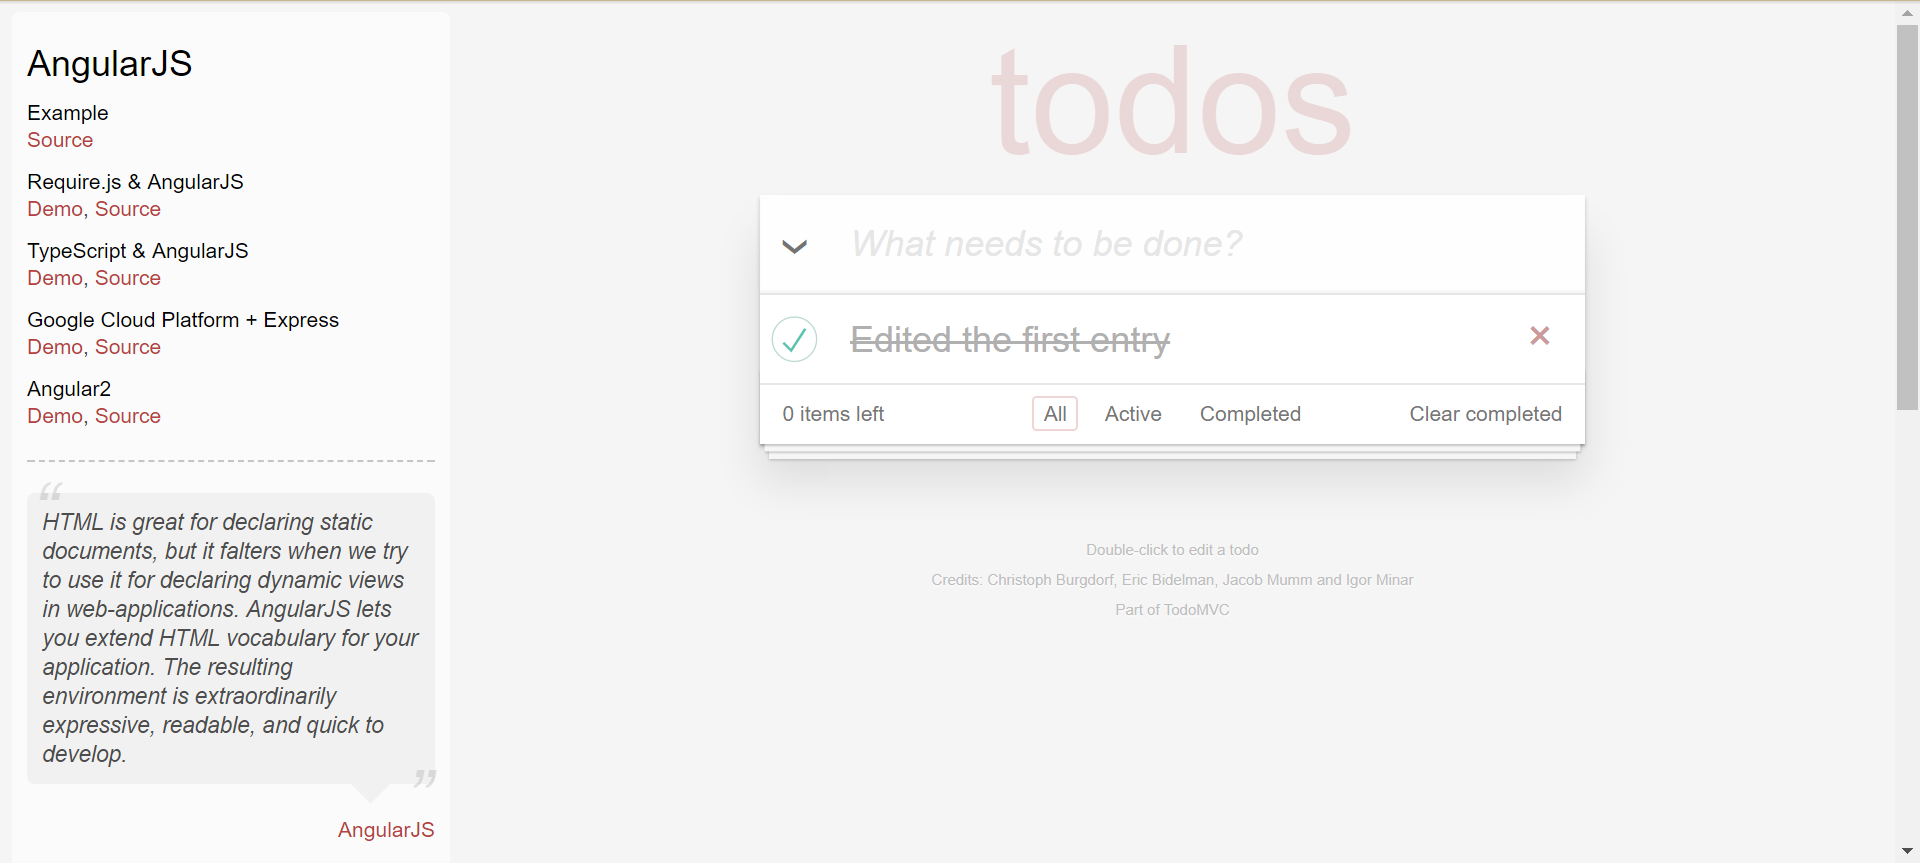 AngularJS
Example
Source
Require.js & AngularJS
Demo, Source
TypeScript & AngularJS
Demo, Source
Google Cloud Platform + Express
Demo, Source
Angular2
Demo, Source
“
HTML is great for declaring static
documents, but it falters when we try
to use it for declaring dynamic views
in web-applications. AngularJS lets
you extend HTML vocabulary for your
application. The resulting
environment is extraordinarily
expressive, readable, and quick to
develop.
”
AngularJS
todos
What needs to be done?
Edited the first entry
0 items left
All
Active
Completed
Clear completed
Double-click to edit a todo
Credits: Christoph Burgdorf, Eric Bidelman, Jacob Mumm and Igor Minar
Part of TodoMVC